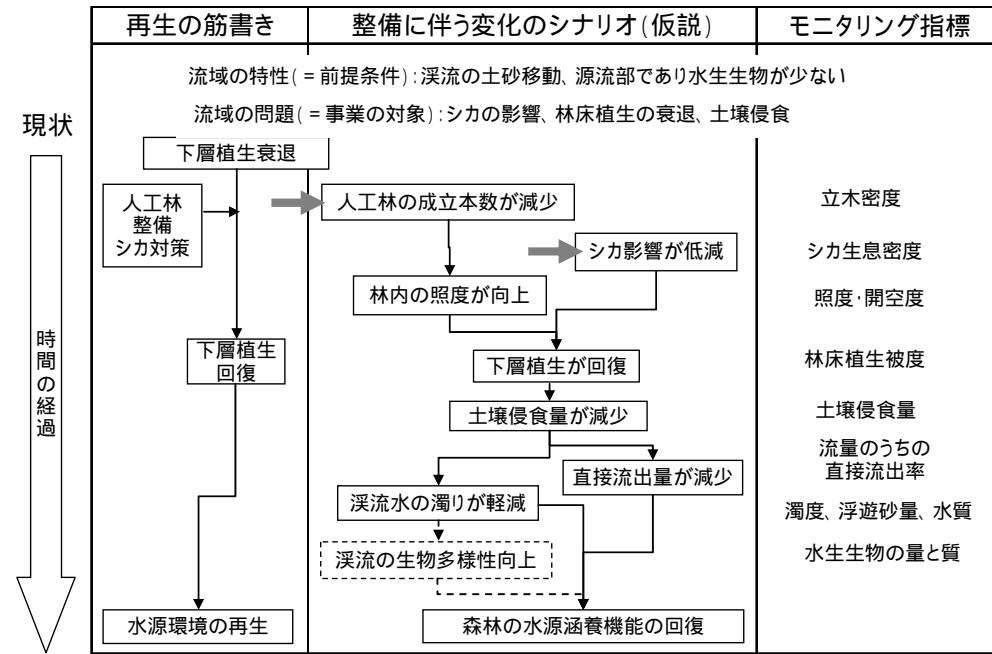 再生の筋書き
整備に伴う変化のシナリオ(仮説)
モニタリング指標
流域の特性(=前提条件):渓流の土砂移動、源流部であり水生生物が少ない
流域の問題(=事業の対象):シカの影響、林床植生の衰退、土壌侵食
現状
下層植生衰退
人工林
整備
シカ対策
人工林の成立本数が減少
立木密度
シカ影響が低減
シカ生息密度
林内の照度が向上
照度・開空度
時間の経過
下層植生
回復
下層植生が回復
林床植生被度
土壌侵食量が減少
土壌侵食量
流量のうちの
直接流出率
直接流出量が減少
渓流水の濁りが軽減
濁度、浮遊砂量、水質
渓流の生物多様性向上
水生生物の量と質
水源環境の再生
森林の水源涵養機能の回復